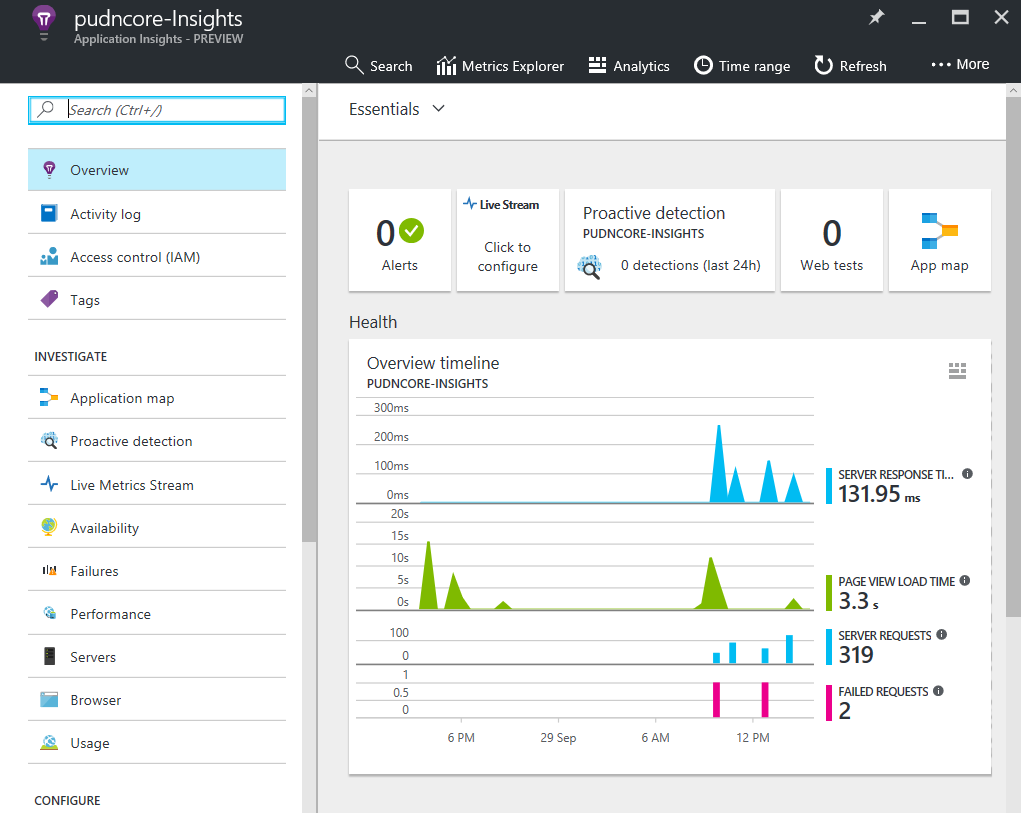 pudncore-Insights
Application Insights - PREVIEW
Search
Metrics Explorer
Analytics
Time range
Refresh
••• More
Search (Ctrl+/)
Overview
Activity log
Access control (IAM)
Tags
INVESTIGATE
Application map
Proactive detection
Live Metrics Stream
Availability
Failures
Performance
Servers
Browser
Usage
CONFIGURE
Essentials
0
Alerts
Live Stream
Click to
configure
Proactive detection
PUDNCORE-INSIGHTS
0 detections (last 24h)
0
Web tests
App map
Health
Overview timeline
PUDNCORE-INSIGHTS
300ms
200ms
100ms
0ms
SERVER RESPONSE TI...
131.95 ms
20s
15s
10s
5s
0s
PAGE VIEW LOAD TIME
3.3 s
100
0
SERVER REQUESTS
319
1
0.5
0
FAILED REQUESTS
2
6 PM
29 Sep
6 AM
12 PM